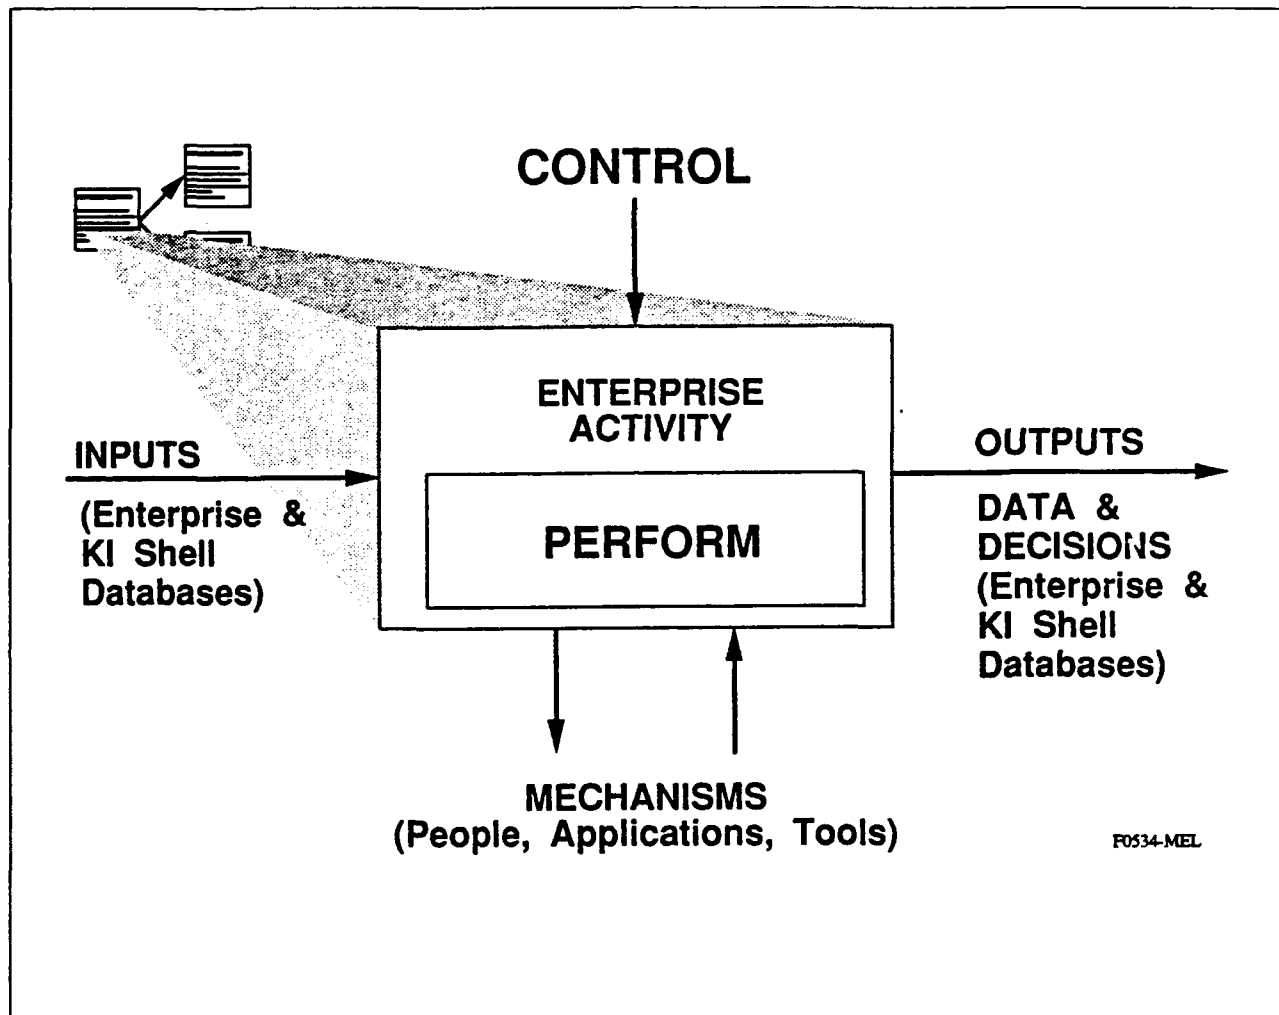 CONTROL
ENTERPRISE
ACTIVITY
INPUTS
(Enterprise &
KI Shell
Databases)
PERFORM
OUTPUTS
DATA &
DECISIONS
(Enterprise &
KI Shell
Databases)
MECHANISMS
(People, Applications, Tools)
F0534-MEL